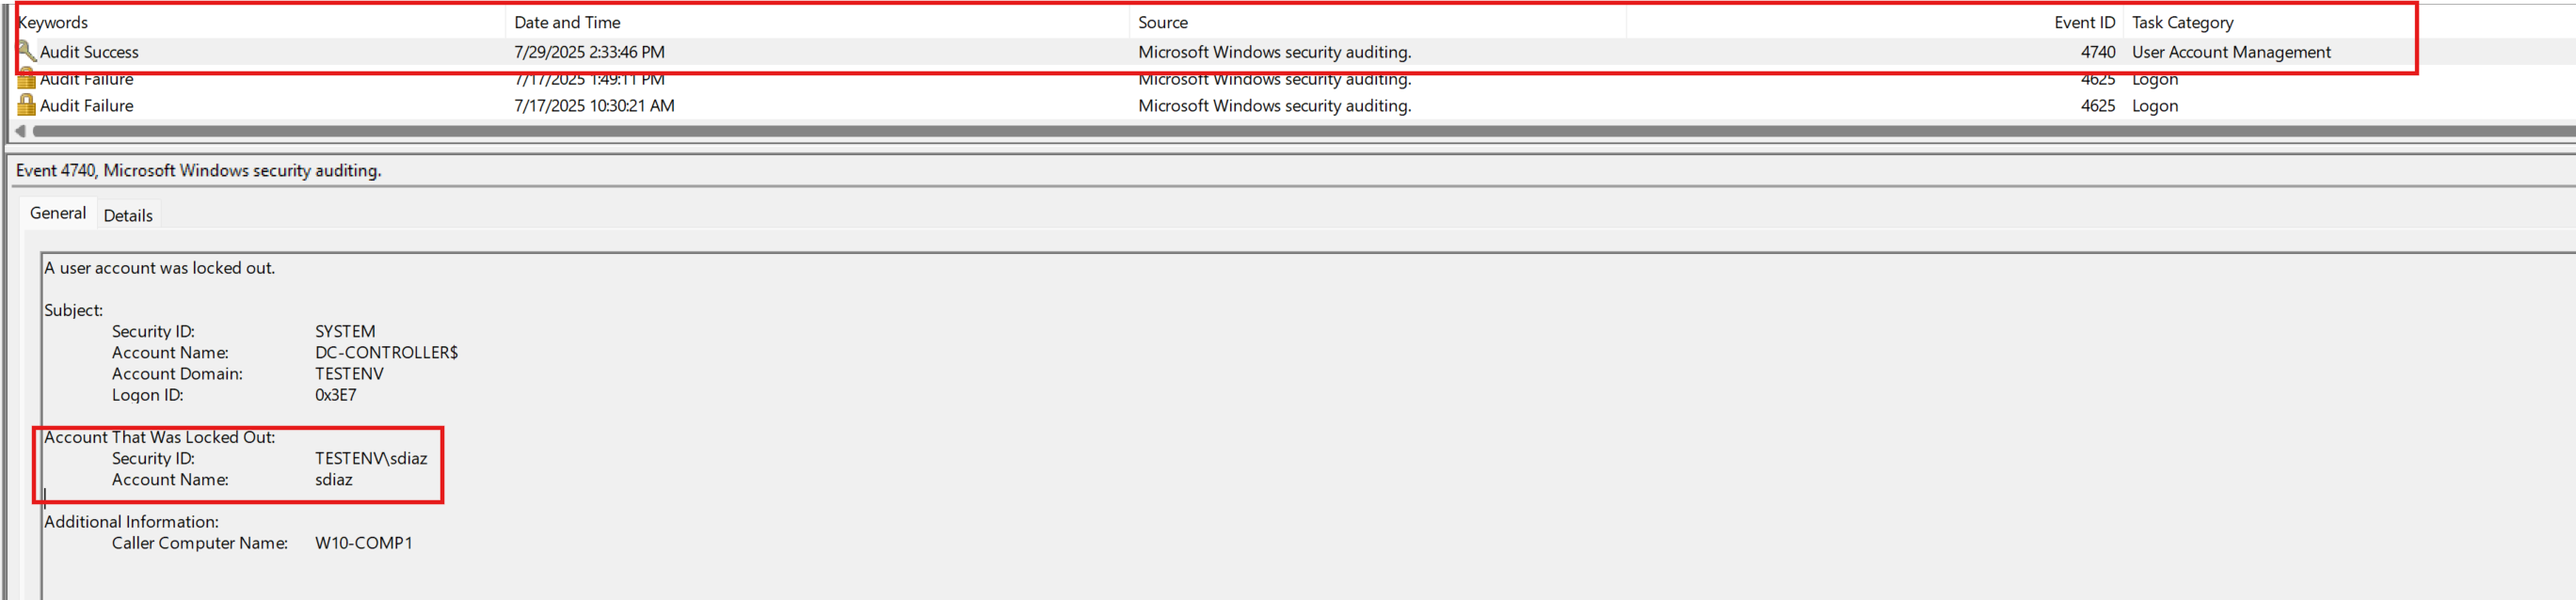 Keywords Date and Time Source Event ID Task Category
Audit Success 7/29/2025 2:33:46 PM Microsoft Windows security auditing. 4740 User Account Management
Audit Failure 7/17/2025 1:49:11 PM Microsoft Windows security auditing. 4625 Logon
Audit Failure 7/17/2025 10:30:21 AM Microsoft Windows security auditing. 4625 Logon
Event 4740, Microsoft Windows security auditing.
General Details
A user account was locked out.
Subject:
Security ID: SYSTEM
Account Name: DC-CONTROLLER$
Account Domain: TESTENV
Logon ID: 0x3E7
Account That Was Locked Out:
Security ID: TESTENV\sdiaz
Account Name: sdiaz
Additional Information:
Caller Computer Name: W10-COMP1